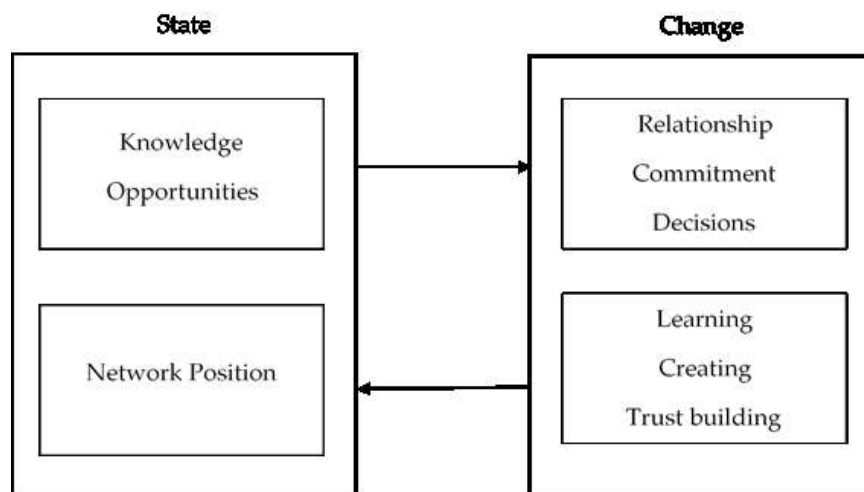 State
Change
Knowledge
Opportunities
Relationship
Commitment
Decisions
Network Position
Learning
Creating
Trust building